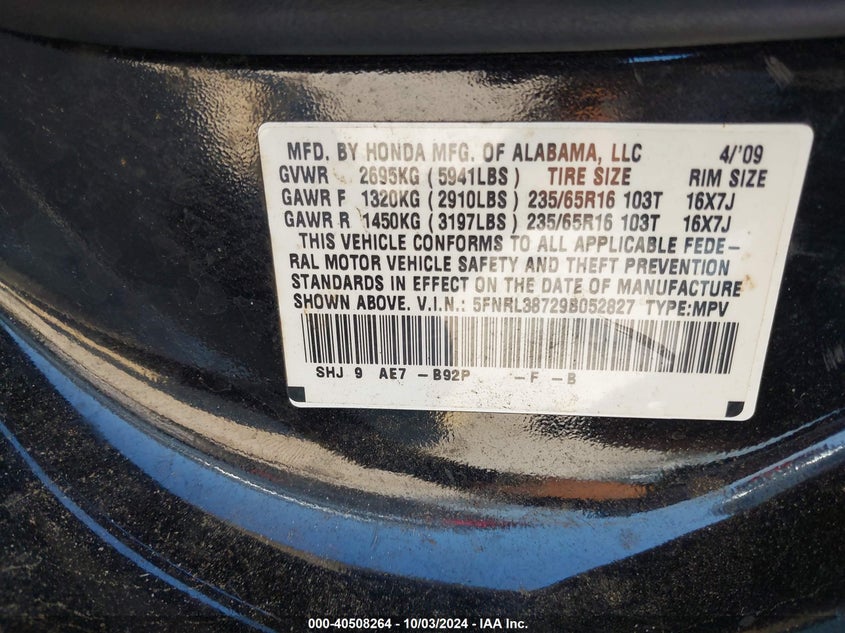 MFD. BY HONDA MFG. OF ALABAMA, LLC 4/'09
GVWR 2695KG (5941LBS) TIRE SIZE RIM SIZE
GAWR F 1320KG (2910LBS) 235/65R16 103T 16X7J
GAWR R 1450KG (3197LBS) 235/65R16 103T 16X7J
THIS VEHICLE CONFORMS TO ALL APPLICABLE FEDE-
RAL MOTOR VEHICLE SAFETY AND THEFT PREVENTION
STANDARDS IN EFFECT ON THE DATE OF MANUFACTURE
SHOWN ABOVE. V.I.N.: 5FNRL38729B052827 TYPE:MPV
SHJ 9 AE7 -B92P -F -B
000-40508264 - 10/03/2024 - IAA Inc.